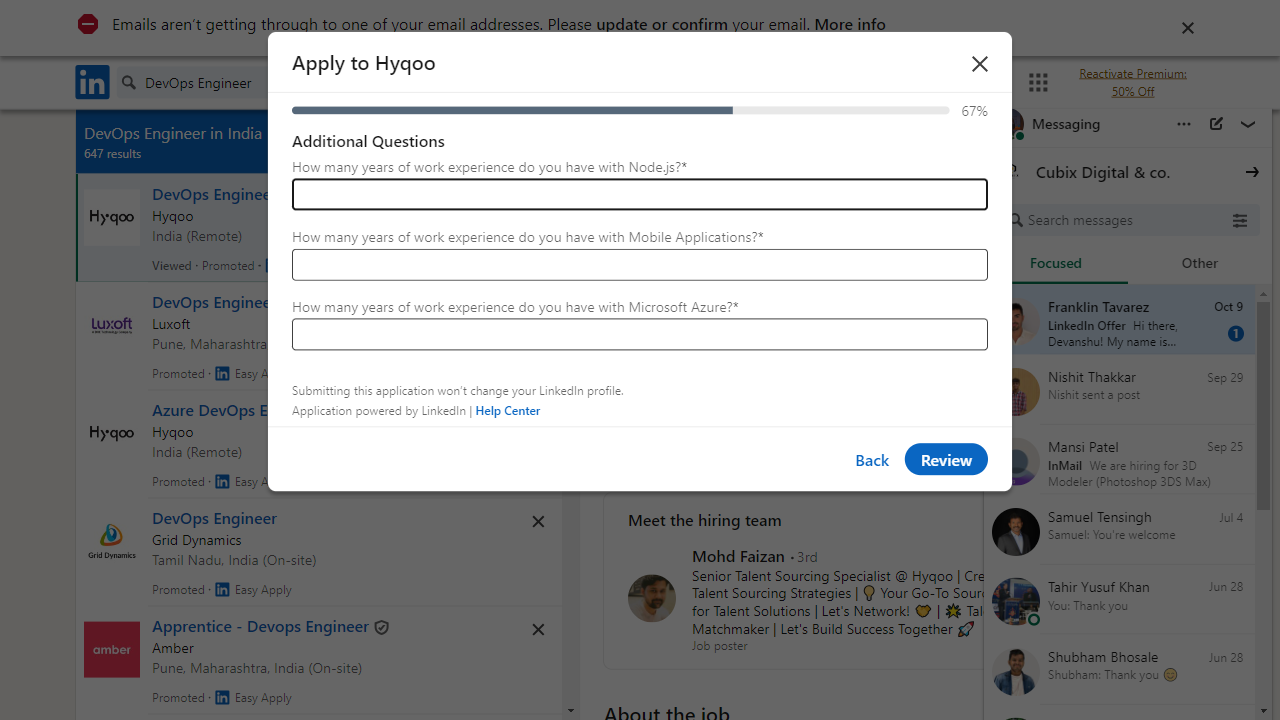 Emails aren't getting through to one of your email addresses. Please update or confirm your email. More info
in
DevOps Engineer
Reactivate Premium:
50% Off
DevOps Engineer in India
647 results
Hyqoo
DevOps Enginee
Hyqoo
India (Remote)
Viewed · Promoted ·
LUXOFT
DevOps Enginee
Luxoft
Pune, Maharashtra
Promoted · in Easy A
Hyqoo
Azure DevOps E
Hyqoo
India (Remote)
Promoted · in Easy A
Grid Dynamics
DevOps Engineer
Grid Dynamics
Tamil Nadu, India (On-site)
Promoted · in Easy Apply
amber
Apprentice - Devops Engineer
Amber
Pune, Maharashtra, India (On-site)
Promoted · in Easy Apply
Apply to Hyqoo
67%
Additional Questions
How many years of work experience do you have with Node.js?*
How many years of work experience do you have with Mobile Applications?*
How many years of work experience do you have with Microsoft Azure?*
Submitting this application won't change your LinkedIn profile.
Application powered by LinkedIn | Help Center
Back
Review
Meet the hiring team
Mohd Faizan · 3rd
Senior Talent Sourcing Specialist @ Hyqoo | Cre
Talent Sourcing Strategies | 💡 Your Go-To Sour
for Talent Solutions | Let's Network! 🤝 | 🌟 Tal
Matchmaker | Let's Build Success Together 🚀
Job poster
About the job
Messaging
Cubix Digital & co.
Search messages
Focused
Other
Franklin Tavarez
Oct 9
LinkedIn Offer Hi there,
Devanshu! My name is...
1
Nishit Thakkar
Sep 29
Nishit sent a post
Mansi Patel
Sep 25
InMail We are hiring for 3D
Modeler (Photoshop 3DS Max)
Samuel Tensingh
Jul 4
Samuel: You're welcome
Tahir Yusuf Khan
Jun 28
You: Thank you
Shubham Bhosale
Jun 28
Shubham: Thank you 😊